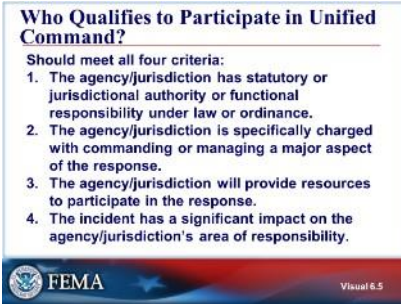 Who Qualifies to Participate in Unified
Command?
Should meet all four criteria:
1. The agency/jurisdiction has statutory or
jurisdictional authority or functional
responsibility under law or ordinance.
2. The agency/jurisdiction is specifically charged
with commanding or managing a major aspect
of the response.
3. The agency/jurisdiction will provide resources
to participate in the response.
4. The incident has a significant impact on the
agency/jurisdiction's area of responsibility.
FEMA
Visual 6.5